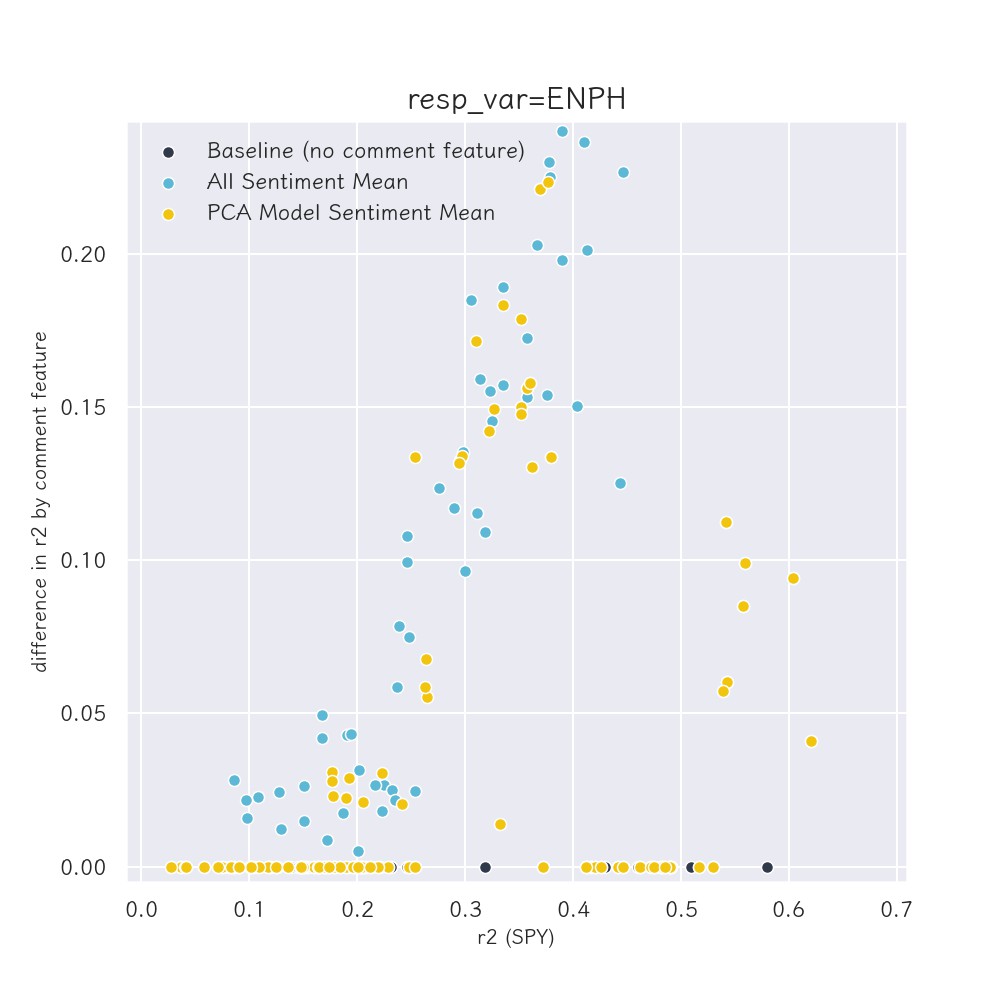 resp_var=ENPH
Baseline (no comment feature)
All Sentiment Mean
PCA Model Sentiment Mean
difference in r2 by comment feature
0.20
0.15
0.10
0.05
0.00
0.0 0.1 0.2 0.3 0.4 0.5 0.6 0.7
r2 (SPY)